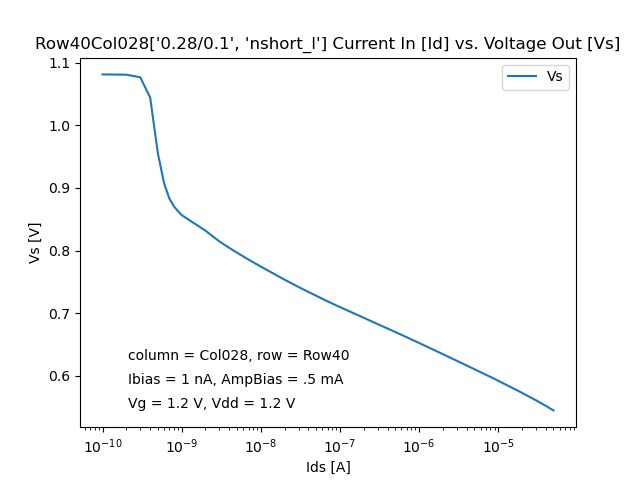 Row40Col028['0.28/0.1', 'nshort_l'] Current In [Id] vs. Voltage Out [Vs]
Vs
1.1
1.0
0.9
0.8
0.7
0.6
Vs [V]
column = Col028, row = Row40
Ibias = 1 nA, AmpBias = .5 mA
Vg = 1.2 V, Vdd = 1.2 V
10⁻¹⁰ 10⁻⁹ 10⁻⁸ 10⁻⁷ 10⁻⁶ 10⁻⁵
Ids [A]